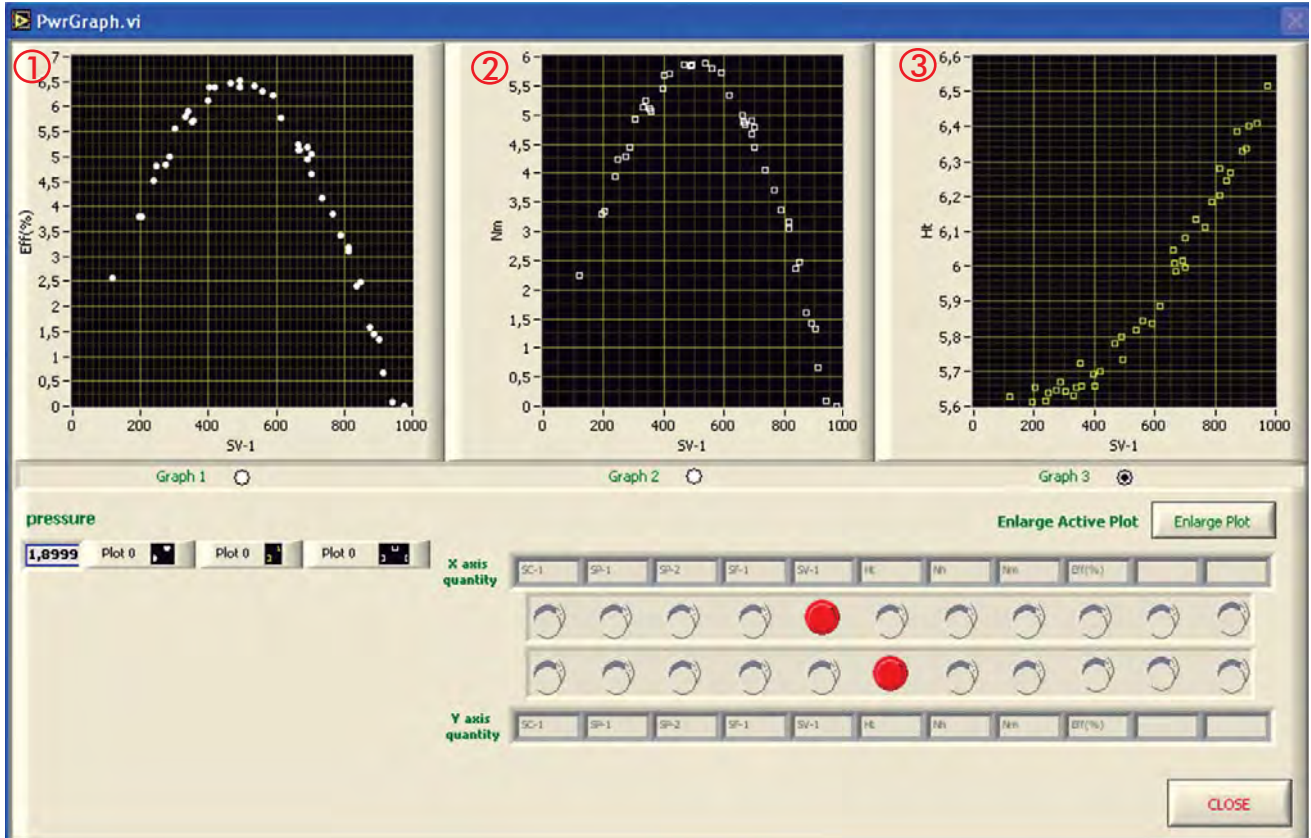 PwrGraph.vi
①
7
6,5
6
5,5
5
4,5
4
3,5
3
2,5
2
1,5
1
0,5
0
Eff(%)
0 200 400 600 800 1000
SV-1
②
6
5,5
5
4,5
4
3,5
3
2,5
2
1,5
1
0,5
0
Nm
0 200 400 600 800 1000
SV-1
③
6,6
6,5
6,4
6,3
6,2
6,1
6
5,9
5,8
5,7
5,6
Ht
0 200 400 600 800 1000
SV-1
Graph 1
Graph 2
Graph 3
pressure
Enlarge Active Plot
Enlarge Plot
1,8999
Plot 0
Plot 0
Plot 0
X axis
quantity
SC-1 SP-1 SP-2 SF-1 SV-1 Ht Nh Nm Eff(%)
Y axis
quantity
SC-1 SP-1 SP-2 SF-1 SV-1 Ht Nh Nm Eff(%)
CLOSE